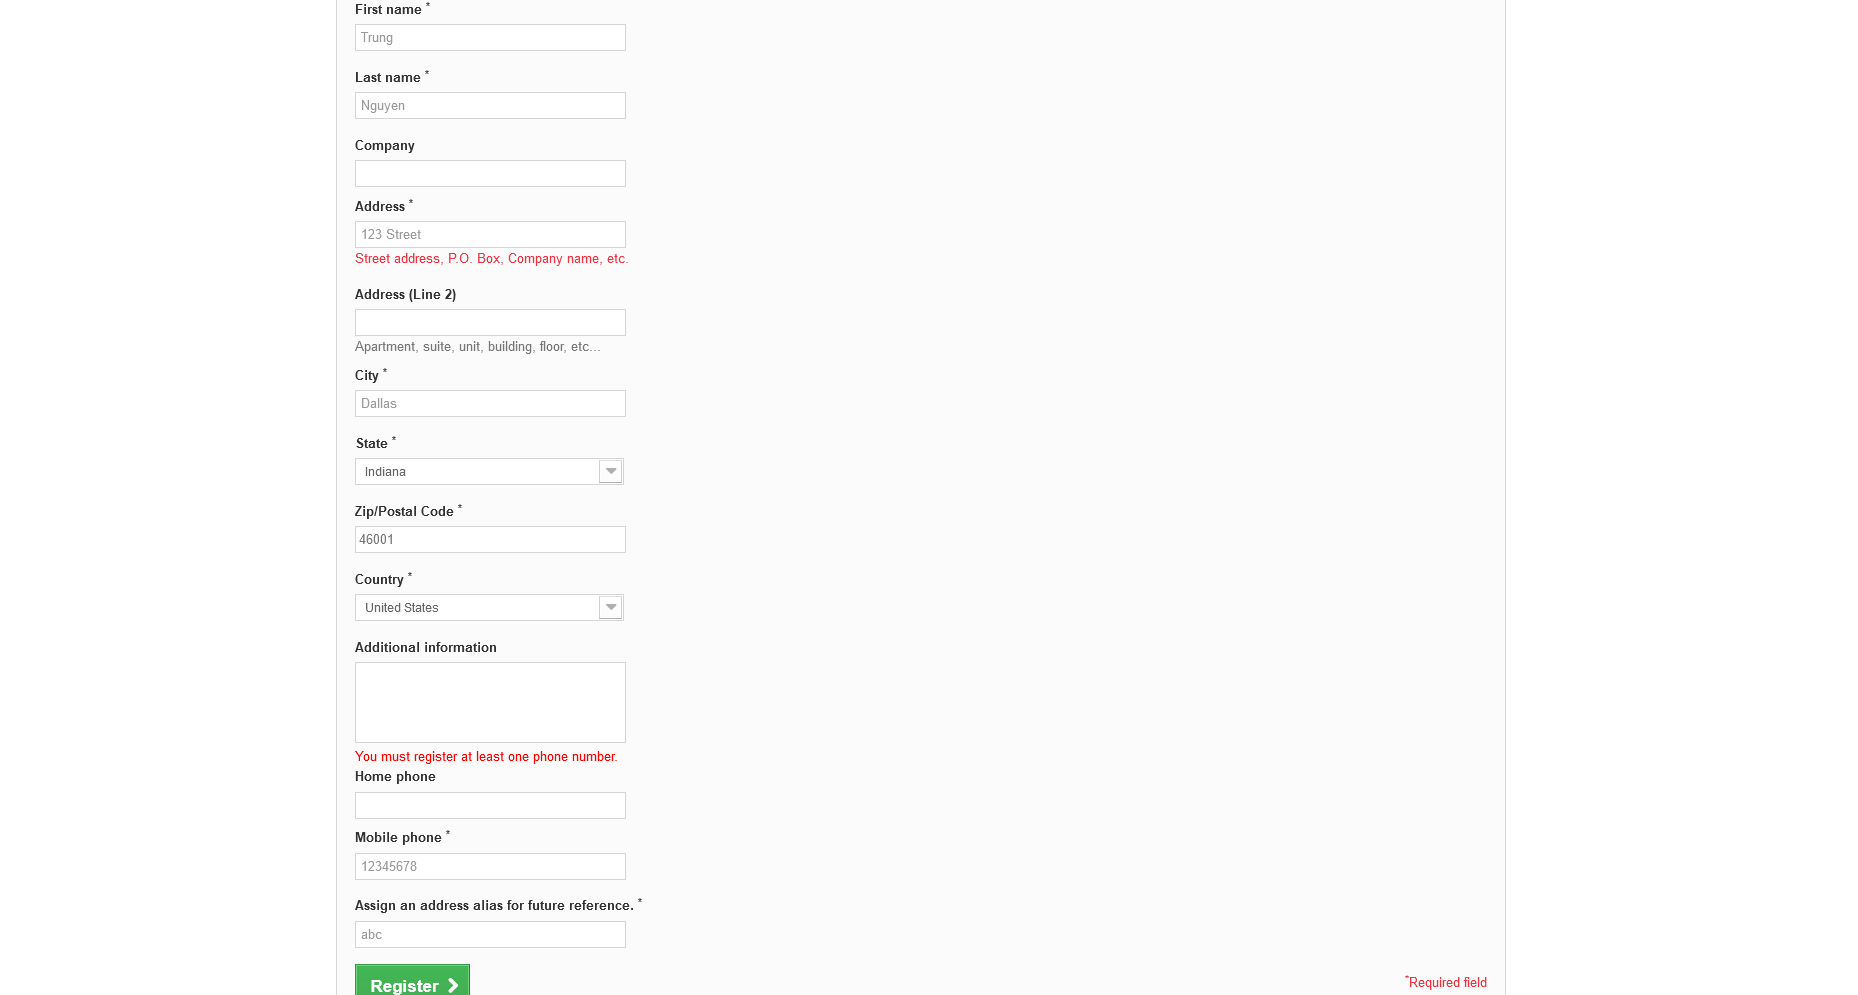 First name *
Trung
Last name *
Nguyen
Company
Address *
123 Street
Street address, P.O. Box, Company name, etc.
Address (Line 2)
Apartment, suite, unit, building, floor, etc...
City *
Dallas
State *
Indiana
Zip/Postal Code *
46001
Country *
United States
Additional information
You must register at least one phone number.
Home phone
Mobile phone *
12345678
Assign an address alias for future reference. *
abc
Register
*Required field